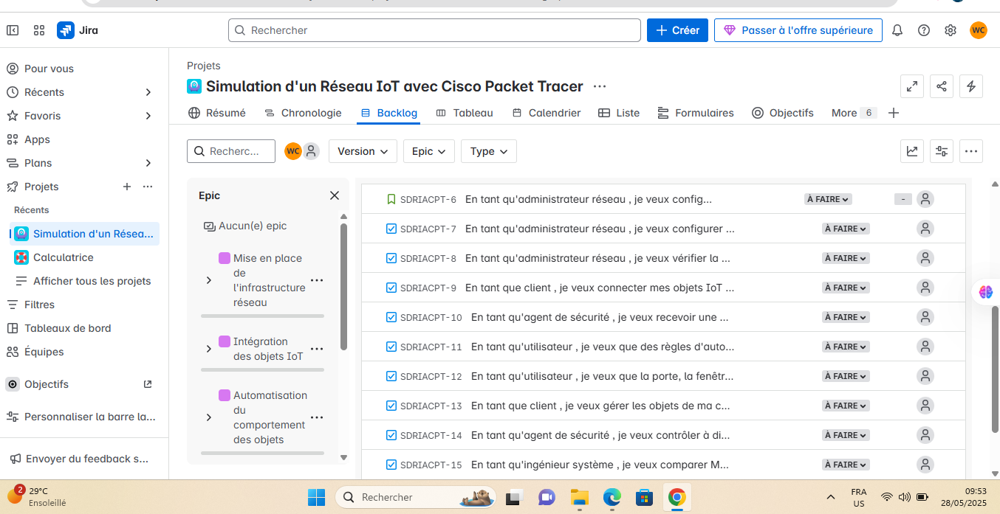 Jira
Rechercher
Créer
Passer à l'offre supérieure
WC
Pour vous
Récents
Favoris
Apps
Plans
Projets
Récents
Simulation d'un Résea...
Calculatrice
Afficher tous les projets
Filtres
Tableaux de bord
Équipes
Objectifs
Personnaliser la barre la...
Envoyer du feedback s...
Projets
Simulation d'un Réseau IoT avec Cisco Packet Tracer
Résumé
Chronologie
Backlog
Tableau
Calendrier
Liste
Formulaires
Objectifs
More 6
Recherc...
WC
Version
Epic
Type
Epic
Aucun(e) epic
Mise en place
de
l'infrastructure
réseau
Intégration
des objets IoT
Automatisation
du
comportement
des objets
SDRIACPT-6 En tant qu'administrateur réseau , je veux config... À FAIRE -
SDRIACPT-7 En tant qu'administrateur réseau , je veux configurer ... À FAIRE
SDRIACPT-8 En tant qu'administrateur réseau , je veux vérifier la ... À FAIRE
SDRIACPT-9 En tant que client , je veux connecter mes objets IoT ... À FAIRE
SDRIACPT-10 En tant qu'agent de sécurité , je veux recevoir une ... À FAIRE
SDRIACPT-11 En tant qu'utilisateur , je veux que des règles d'auto... À FAIRE
SDRIACPT-12 En tant qu'utilisateur , je veux que la porte, la fenêtr... À FAIRE
SDRIACPT-13 En tant que client , je veux gérer les objets de ma c... À FAIRE
SDRIACPT-14 En tant qu'agent de sécurité , je veux contrôler à di... À FAIRE
SDRIACPT-15 En tant qu'ingénieur système , je veux comparer M... À FAIRE
2
29°C
Ensoleillé
Rechercher
FRA
US
09:53
28/05/2025